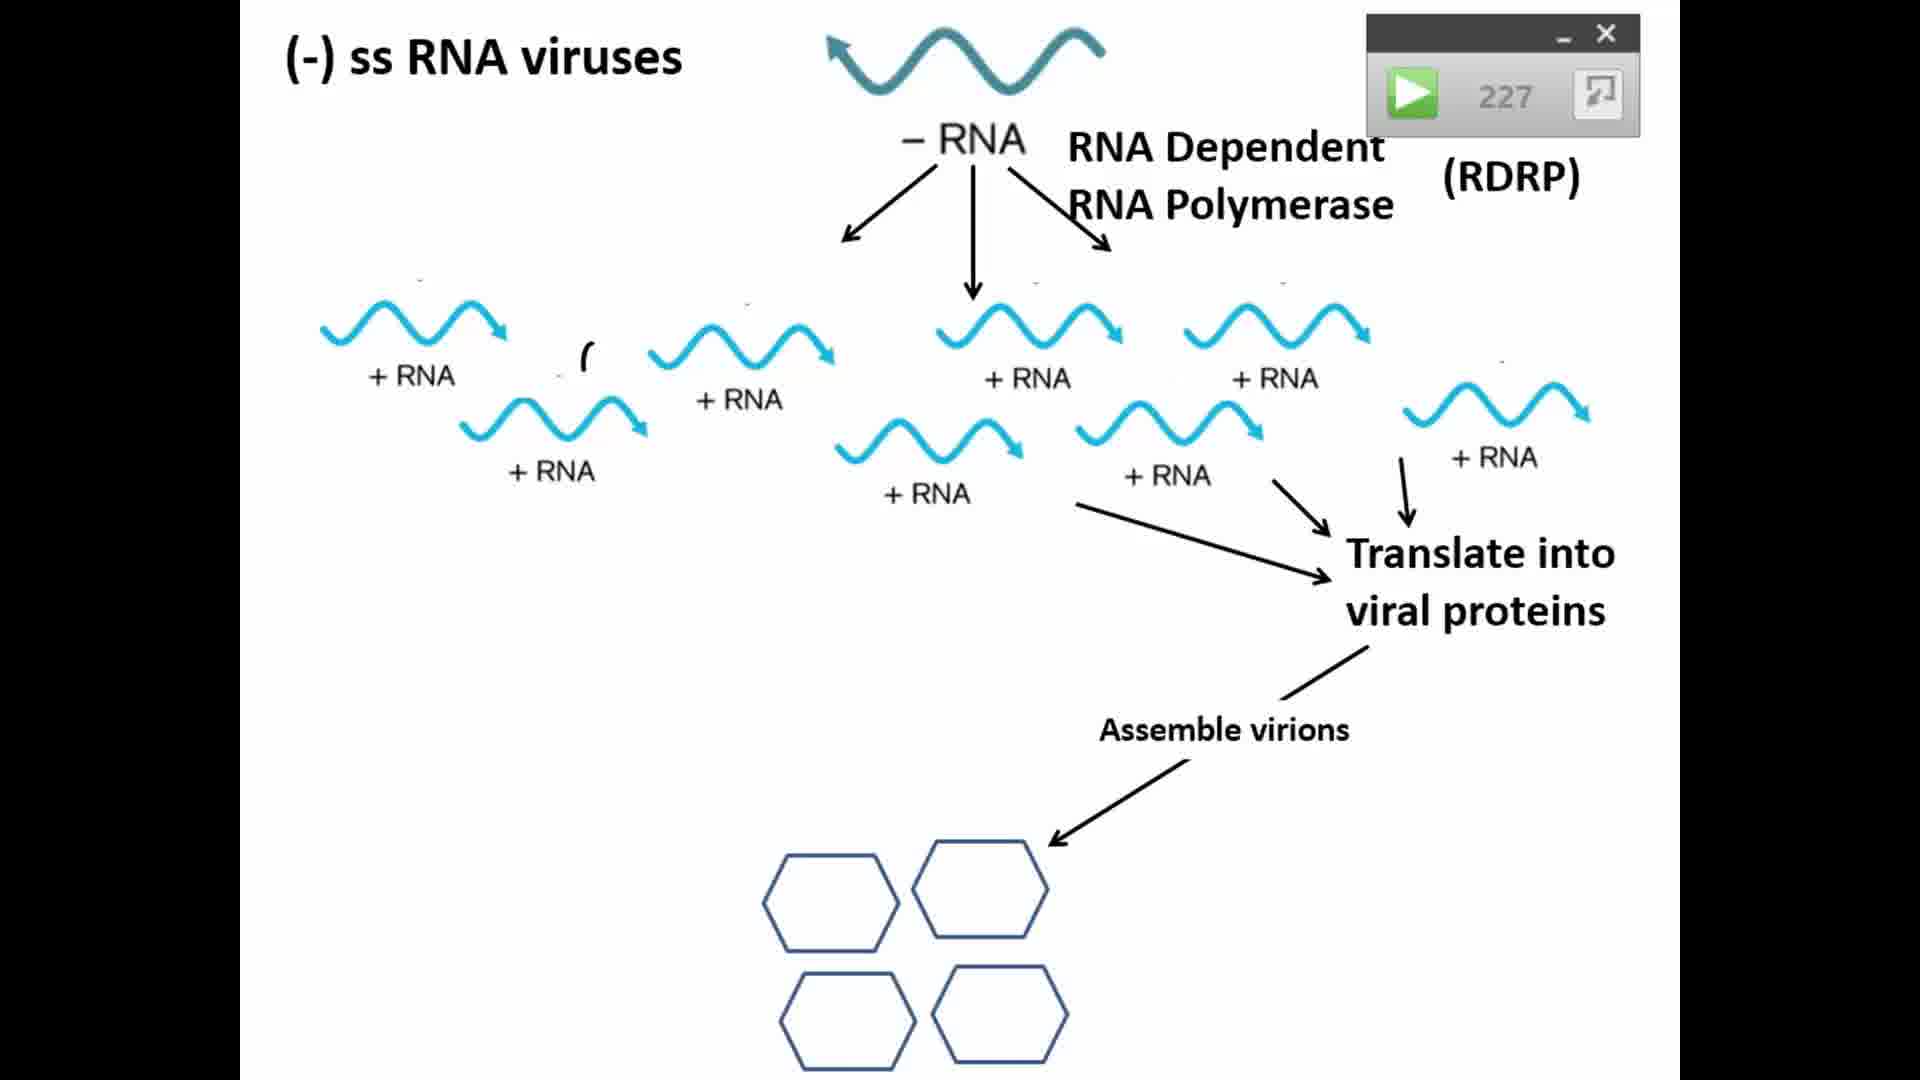 (-) ss RNA viruses
227
– RNA
RNA Dependent
RNA Polymerase
(RDRP)
+ RNA
+ RNA
+ RNA
+ RNA
+ RNA
+ RNA
+ RNA
+ RNA
Translate into
viral proteins
Assemble virions